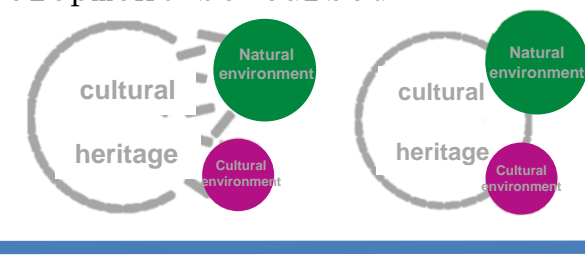 cultural
heritage
Natural
environment
Cultural
environment
cultural
heritage
Natural
environment
Cultural
environment